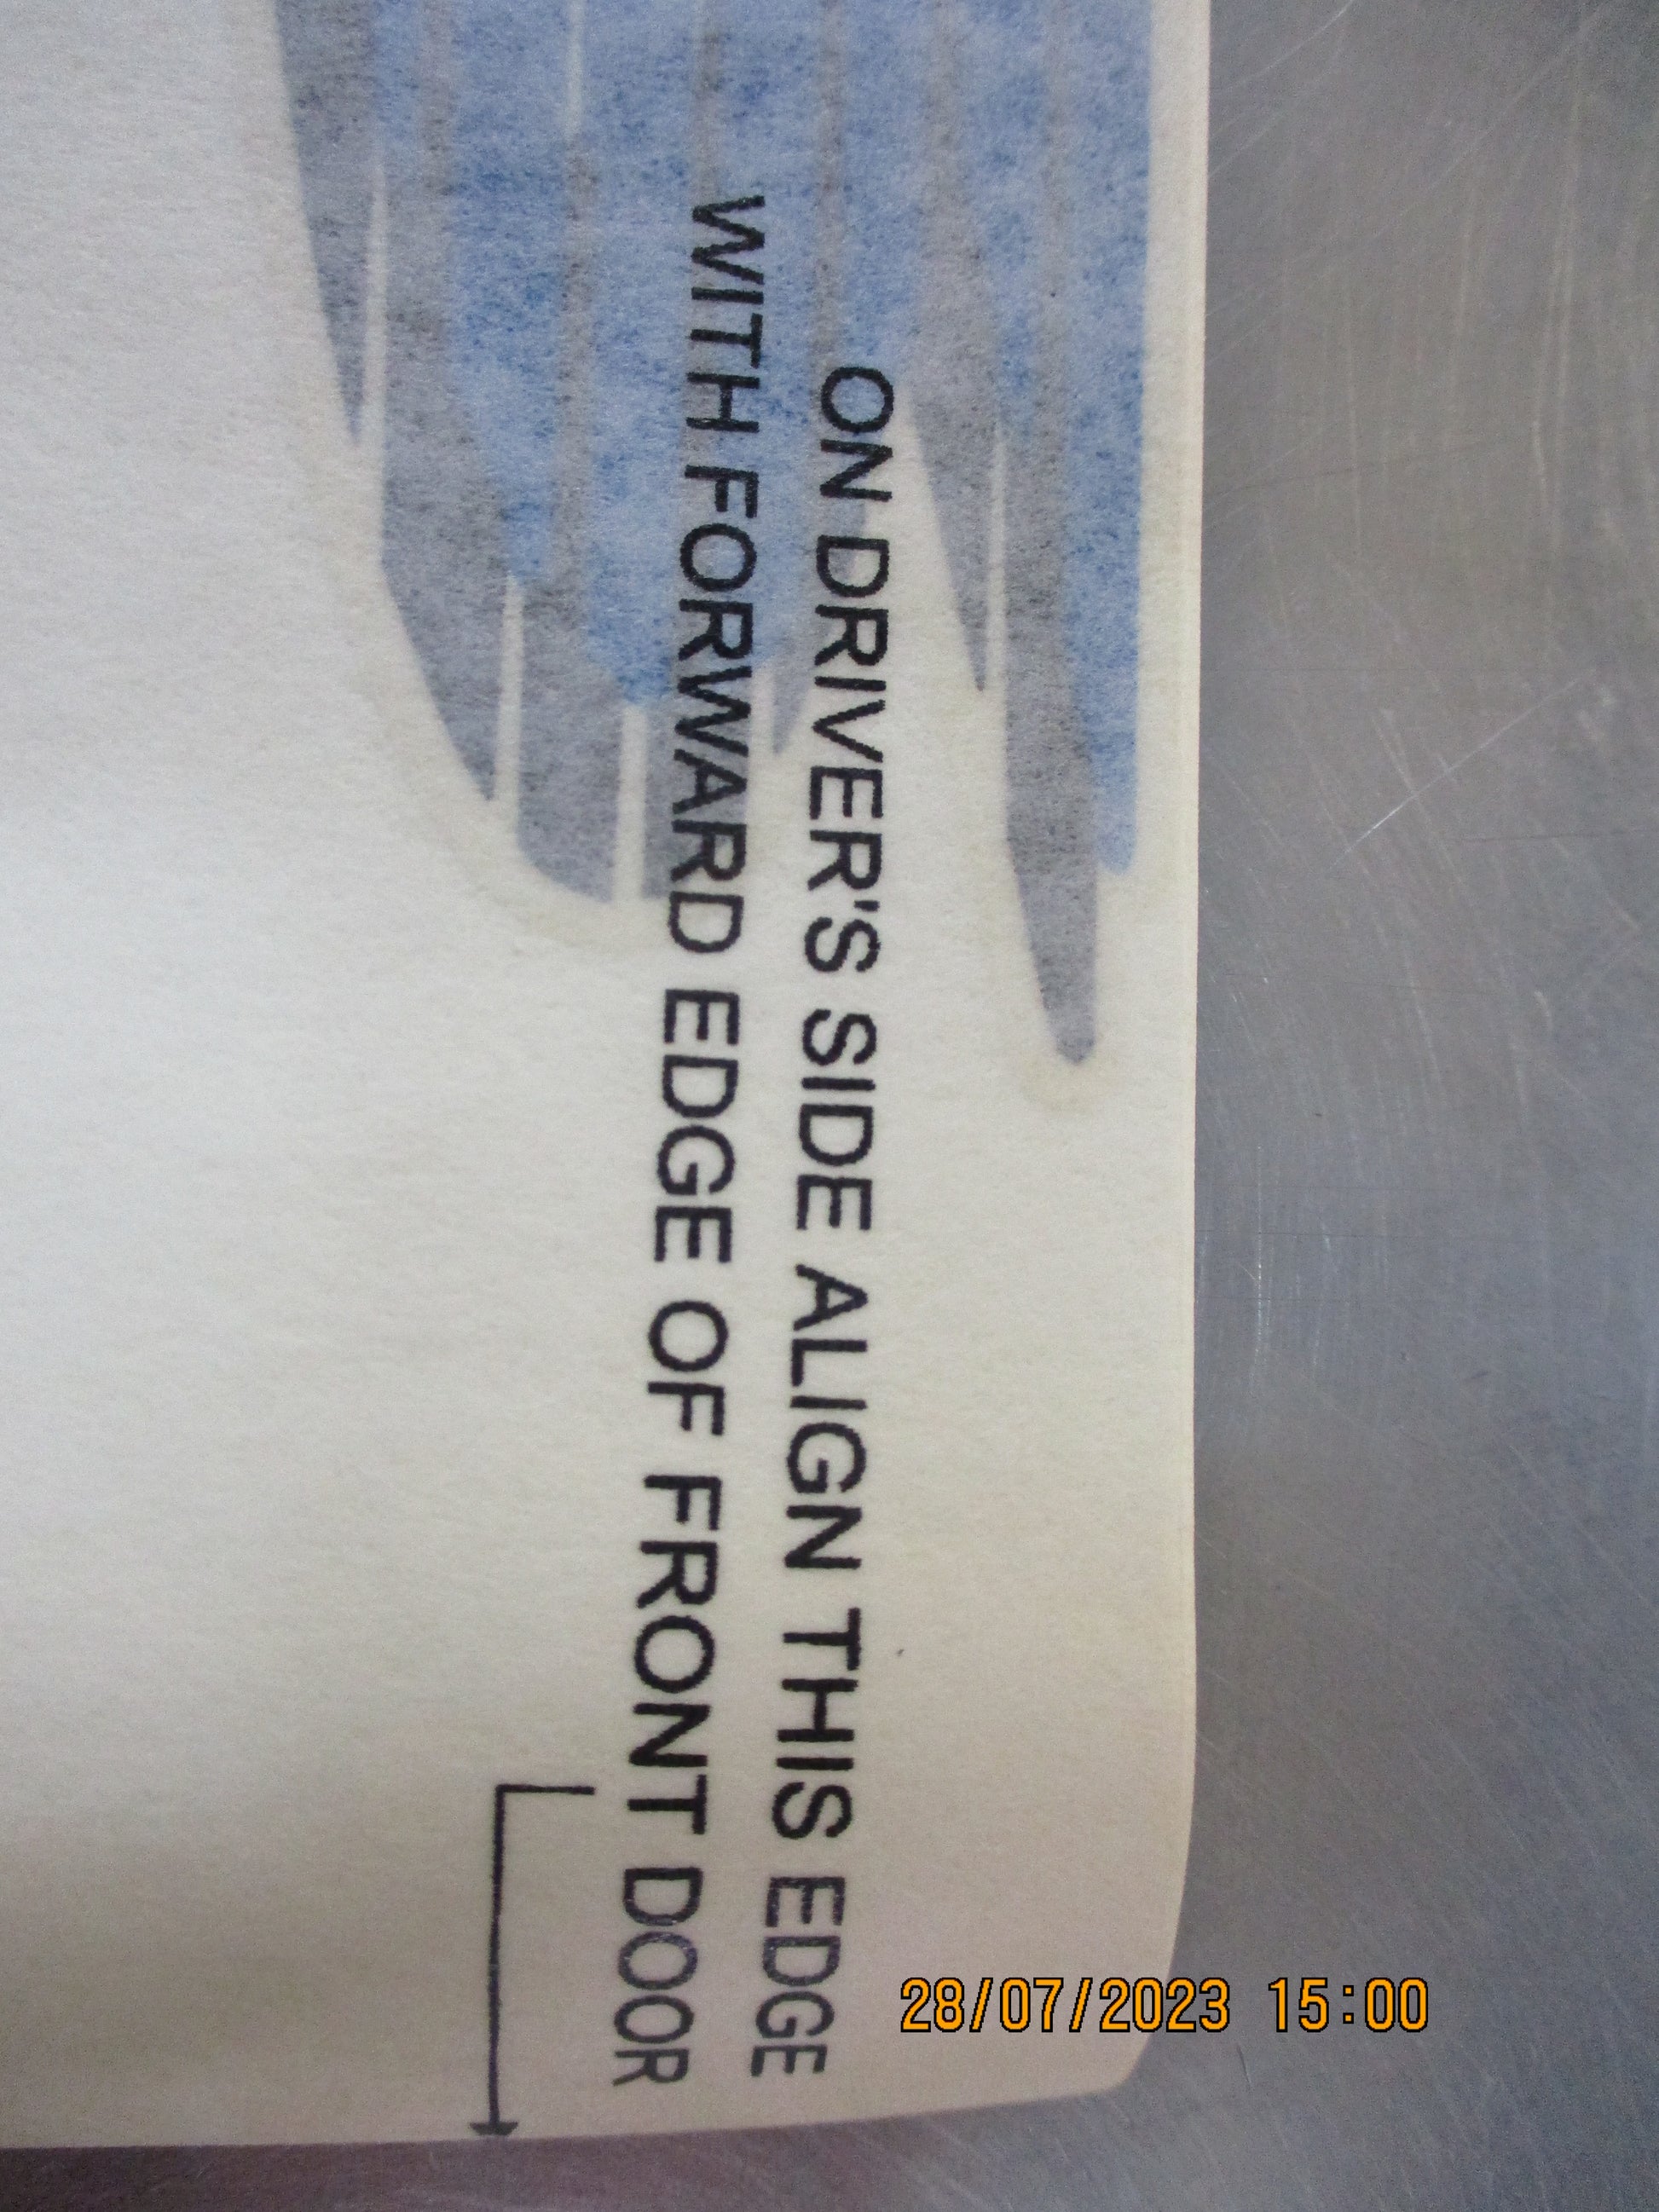 ON DRIVER'S SIDE ALIGN THIS EDGE
WITH FORWARD EDGE OF FRONT DOOR
28/07/2023 15:00